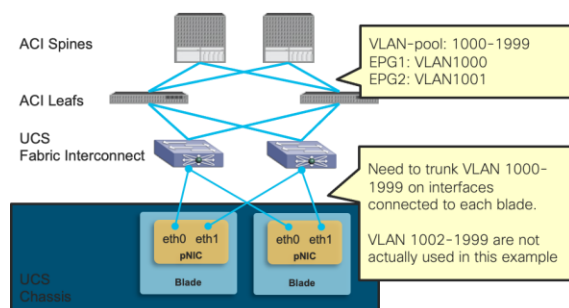 ACI Spines
VLAN-pool: 1000-1999
EPG1: VLAN1000
EPG2: VLAN1001
ACI Leafs
UCS
Fabric Interconnect
Need to trunk VLAN 1000-
1999 on interfaces
connected to each blade.
VLAN 1002-1999 are not
actually used in this example
eth0 eth1
pNIC
Blade
eth0 eth1
pNIC
Blade
UCS
Chassis